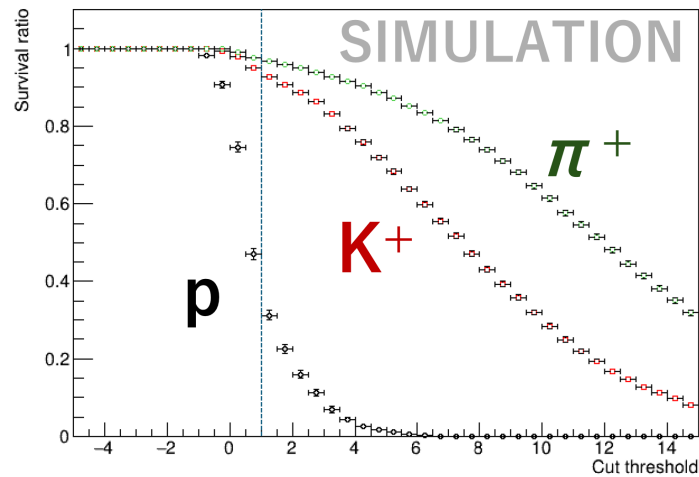 SIMULATION
Survival ratio
1
0.8
0.6
0.4
0.2
0
π+
K+
p
−4 −2 0 2 4 6 8 10 12 14
Cut threshold